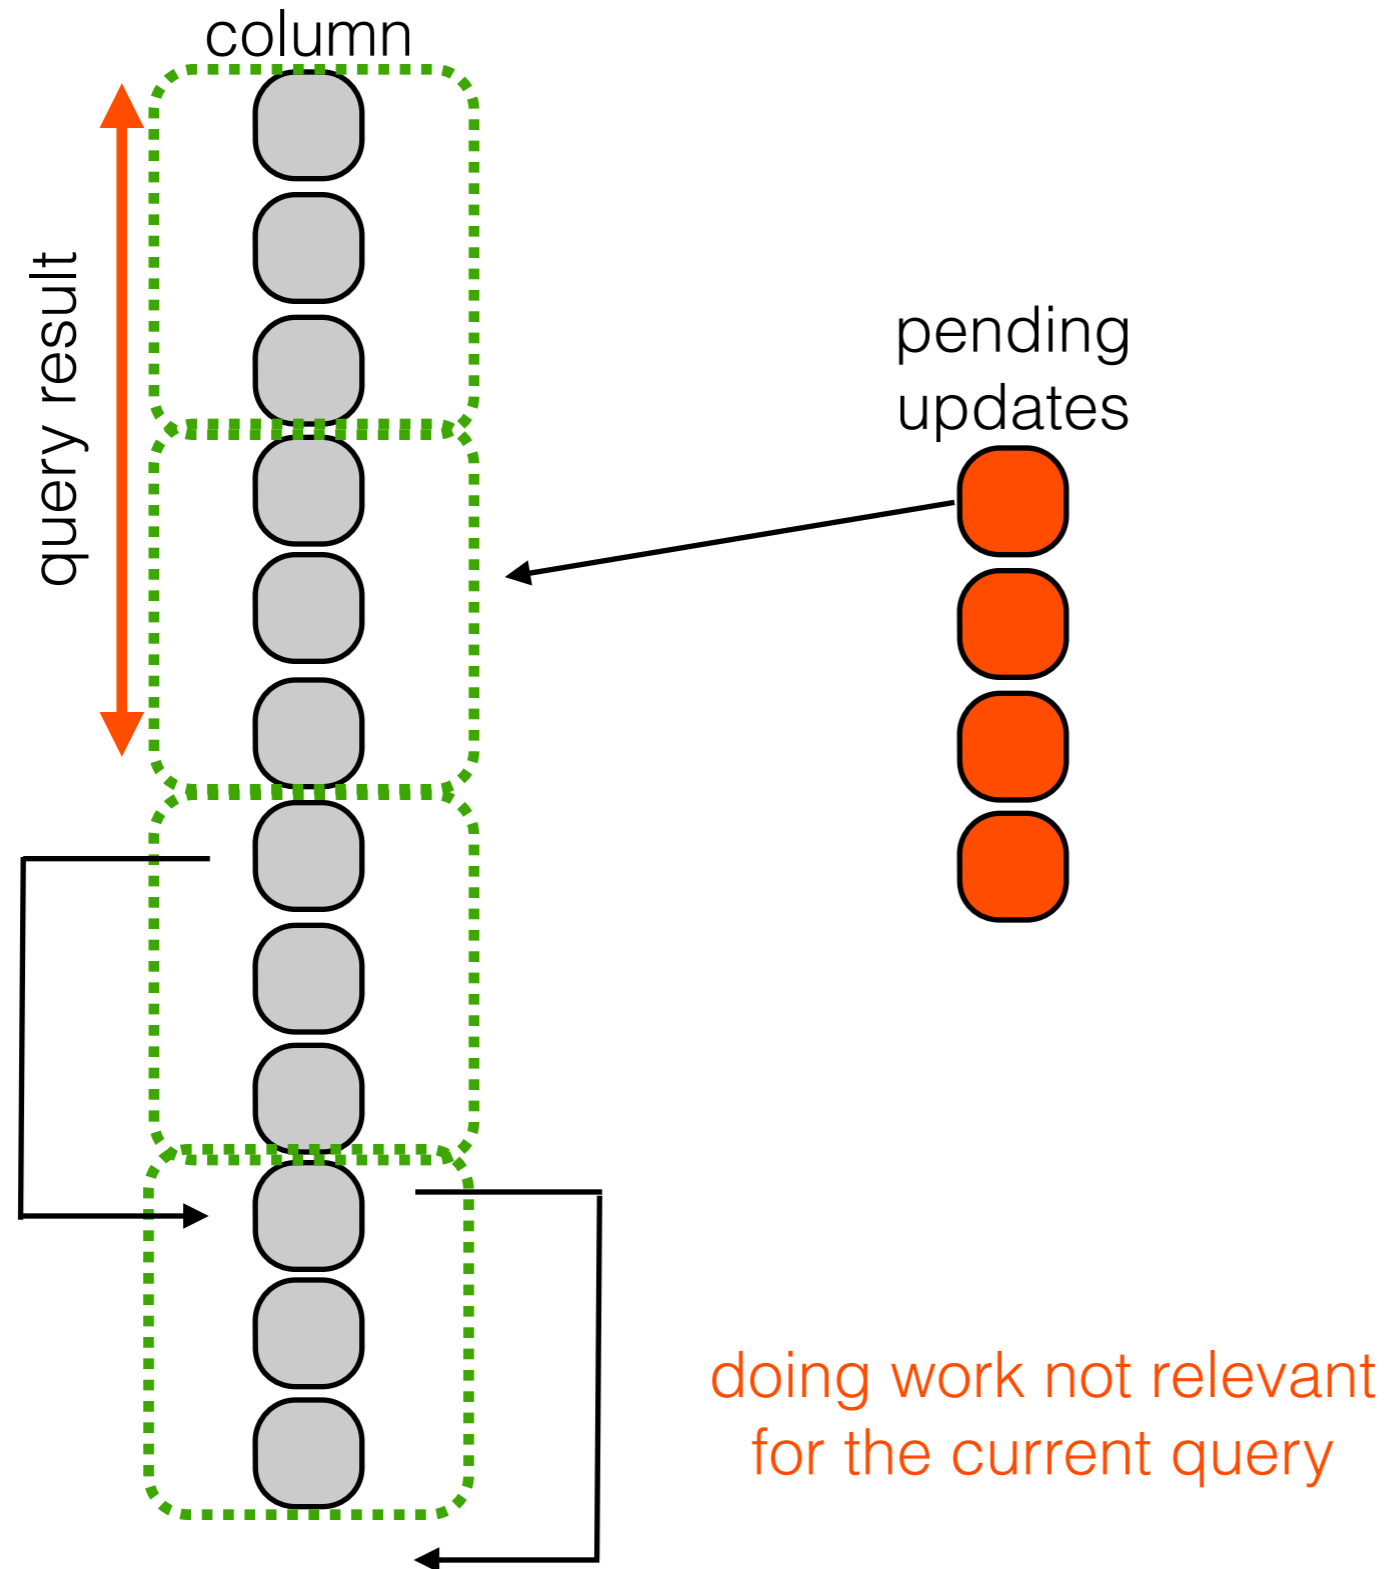 column
query result
pending
updates
doing work not relevant
for the current query